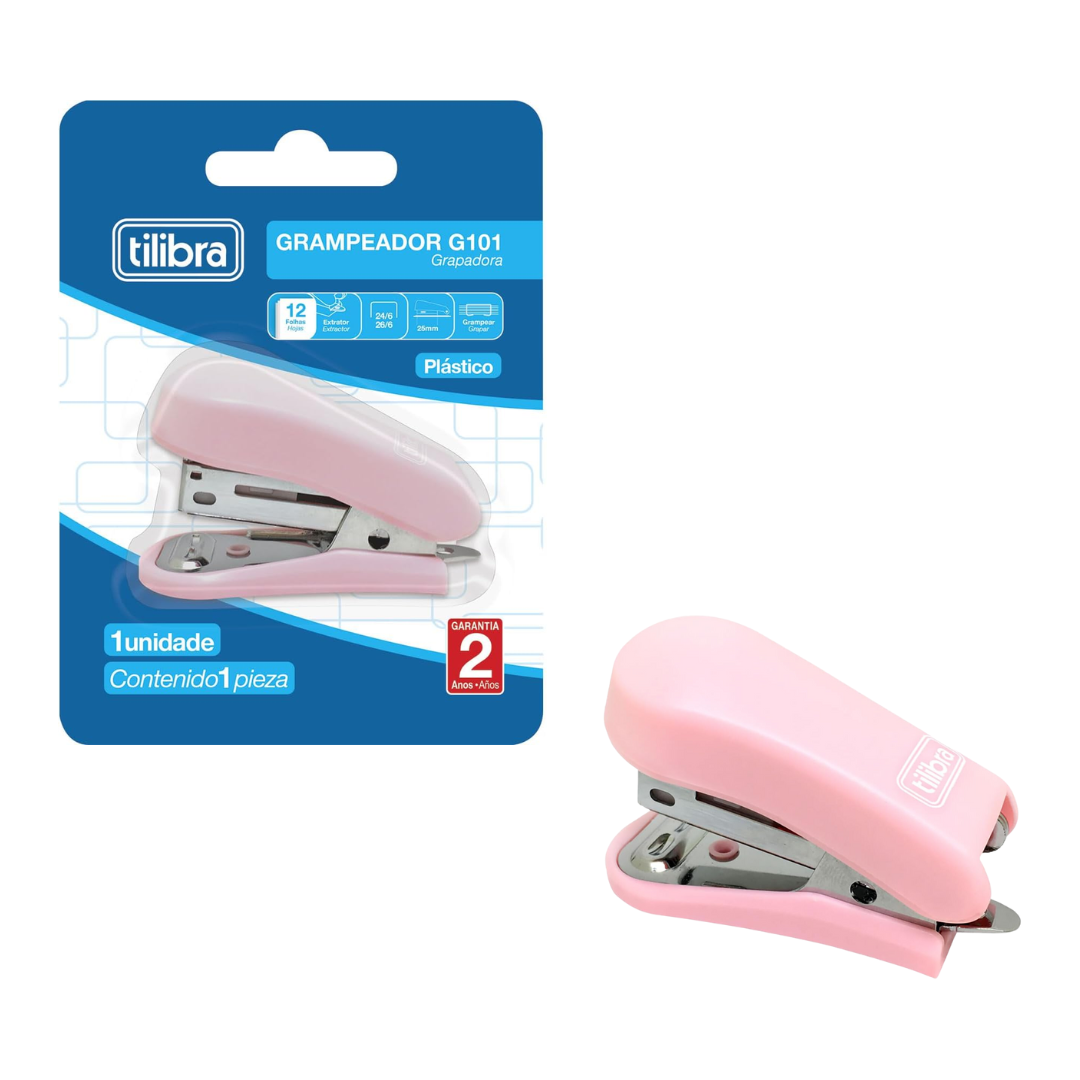 tilibra
GRAMPEADOR G101
Grapadora
12
Folhas
Hojas
Extrator
Extractor
24/6
26/6
25mm
Grampear
Grapar
Plástico
1unidade
Contenido1pieza
GARANTIA
2
Anos • Años
tilibra